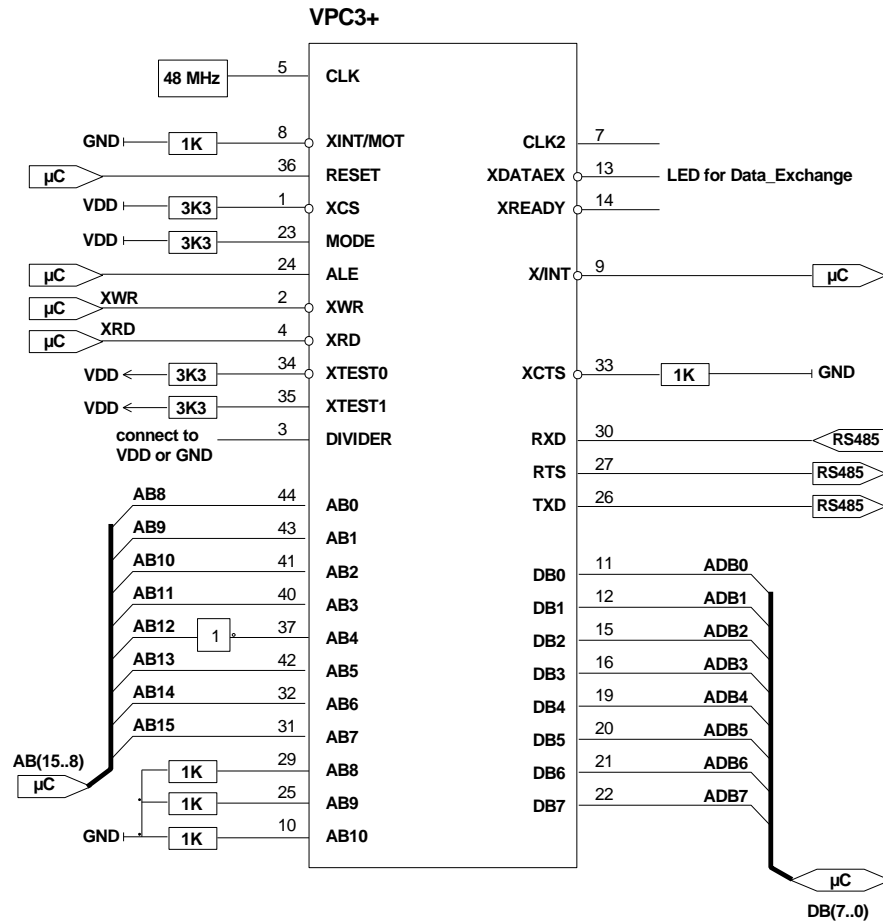 VPC3+
48 MHz 5 CLK
GND 1K 8 XINT/MOT CLK2 7
µC 36 RESET XDATAEX 13 LED for Data_Exchange
VDD 3K3 1 XCS XREADY 14
VDD 3K3 23 MODE
µC 24 ALE X/INT 9 µC
µC XWR 2 XWR
µC XRD 4 XRD
VDD 3K3 34 XTEST0 XCTS 33 1K GND
VDD 3K3 35 XTEST1
connect to 3 DIVIDER RXD 30 RS485
VDD or GND
RTS 27 RS485
AB8 44 AB0 TXD 26 RS485
AB9 43 AB1
AB10 41 AB2 DB0 11 ADB0
AB11 40 AB3 DB1 12 ADB1
AB12 1 37 AB4 DB2 15 ADB2
AB13 42 AB5 DB3 16 ADB3
AB14 32 AB6 DB4 19 ADB4
AB15 31 AB7 DB5 20 ADB5
AB(15..8)
µC 1K 29 AB8 DB6 21 ADB6
1K 25 AB9 DB7 22 ADB7
GND 1K 10 AB10
µC
DB(7..0)